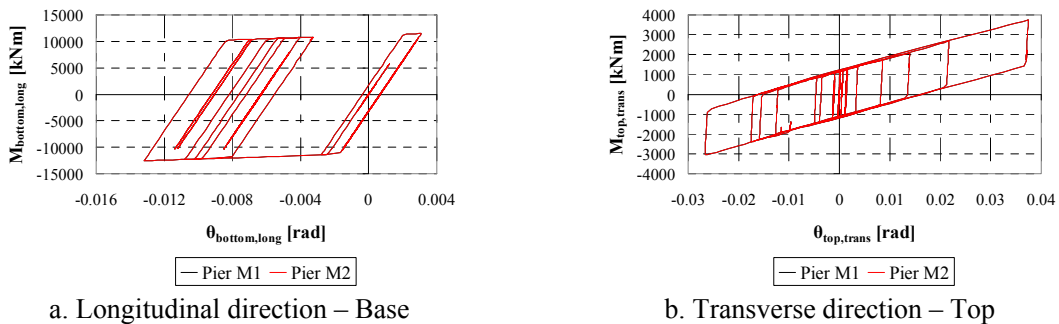 M_bottom,long [kNm]
15000
10000
5000
0
-5000
-10000
-15000
-0.016 -0.012 -0.008 -0.004 0 0.004
θ_bottom,long [rad]
Pier M1 Pier M2
a. Longitudinal direction – Base
M_top,trans [kNm]
4000
3000
2000
1000
0
-1000
-2000
-3000
-4000
-0.03 -0.02 -0.01 0 0.01 0.02 0.03 0.04
θ_top,trans [rad]
Pier M1 Pier M2
b. Transverse direction – Top